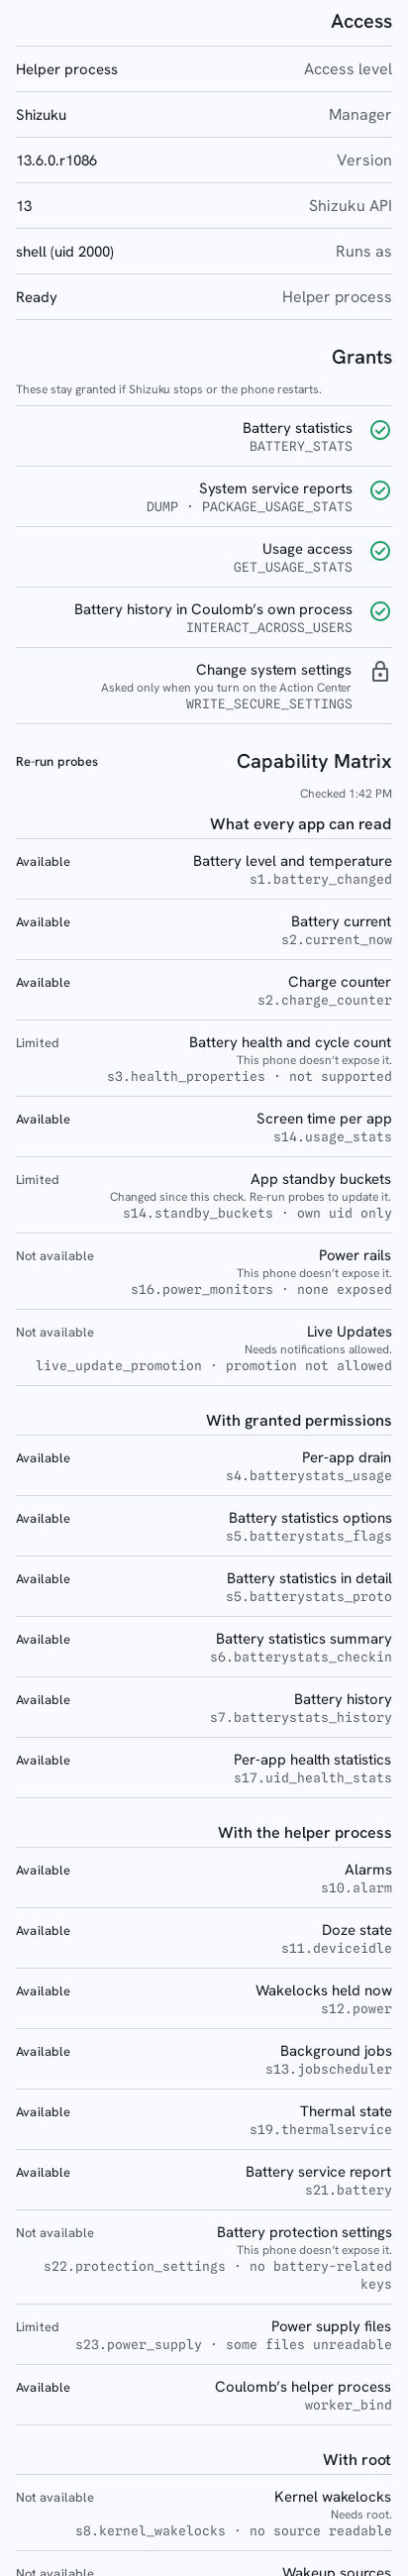 Access
Helper process Access level
Shizuku Manager
13.6.0.r1086 Version
13 Shizuku API
shell (uid 2000) Runs as
Ready Helper process
Grants
These stay granted if Shizuku stops or the phone restarts.
Battery statistics
BATTERY_STATS
System service reports
DUMP · PACKAGE_USAGE_STATS
Usage access
GET_USAGE_STATS
Battery history in Coulomb’s own process
INTERACT_ACROSS_USERS
Change system settings
Asked only when you turn on the Action Center
WRITE_SECURE_SETTINGS
Re-run probes Capability Matrix
Checked 1:42 PM
What every app can read
Available Battery level and temperature
s1.battery_changed
Available Battery current
s2.current_now
Available Charge counter
s2.charge_counter
Limited Battery health and cycle count
This phone doesn’t expose it.
s3.health_properties · not supported
Available Screen time per app
s14.usage_stats
Limited App standby buckets
Changed since this check. Re-run probes to update it.
s14.standby_buckets · own uid only
Not available Power rails
This phone doesn’t expose it.
s16.power_monitors · none exposed
Not available Live Updates
Needs notifications allowed.
live_update_promotion · promotion not allowed
With granted permissions
Available Per-app drain
s4.batterystats_usage
Available Battery statistics options
s5.batterystats_flags
Available Battery statistics in detail
s5.batterystats_proto
Available Battery statistics summary
s6.batterystats_checkin
Available Battery history
s7.batterystats_history
Available Per-app health statistics
s17.uid_health_stats
With the helper process
Available Alarms
s10.alarm
Available Doze state
s11.deviceidle
Available Wakelocks held now
s12.power
Available Background jobs
s13.jobscheduler
Available Thermal state
s19.thermalservice
Available Battery service report
s21.battery
Not available Battery protection settings
This phone doesn’t expose it.
s22.protection_settings · no battery-related
keys
Limited Power supply files
s23.power_supply · some files unreadable
Available Coulomb’s helper process
worker_bind
With root
Not available Kernel wakelocks
Needs root.
s8.kernel_wakelocks · no source readable
Not available Wakeup sources